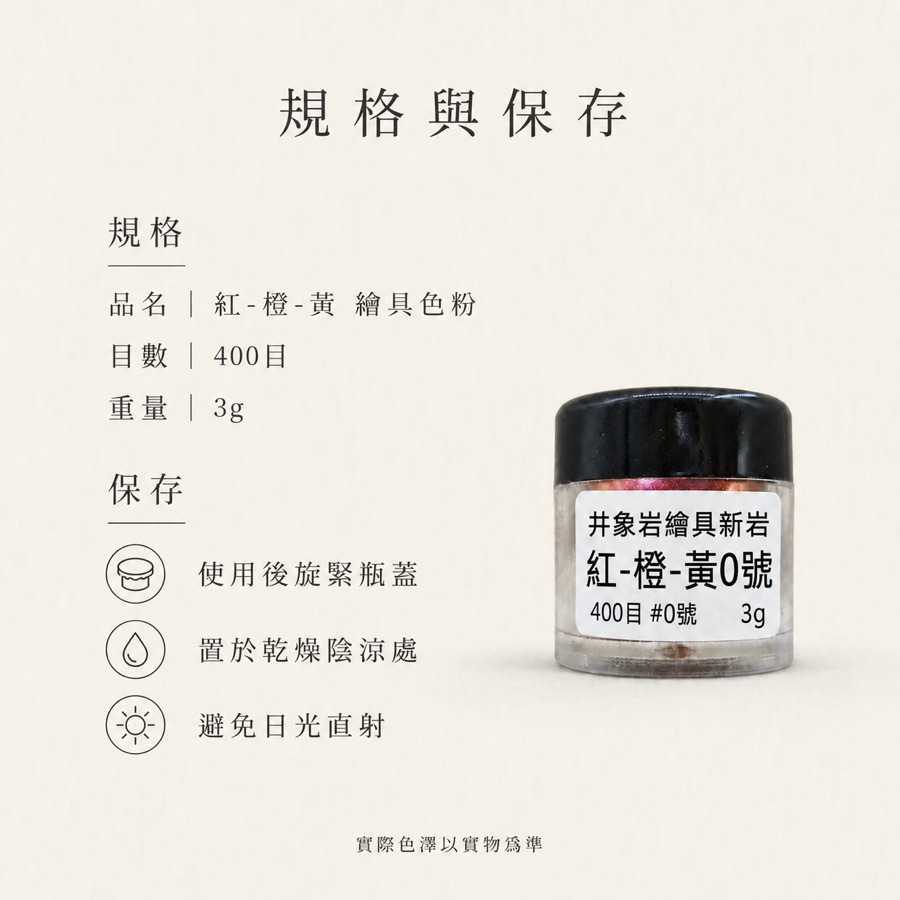 規格與保存
規格
品名｜紅-橙-黃 繪具色粉
目數｜400目
重量｜3g
保存
使用後旋緊瓶蓋
置於乾燥陰涼處
避免日光直射
井象岩繪具新岩
紅-橙-黃0號
400目 #0號 3g
實際色澤以實物為準